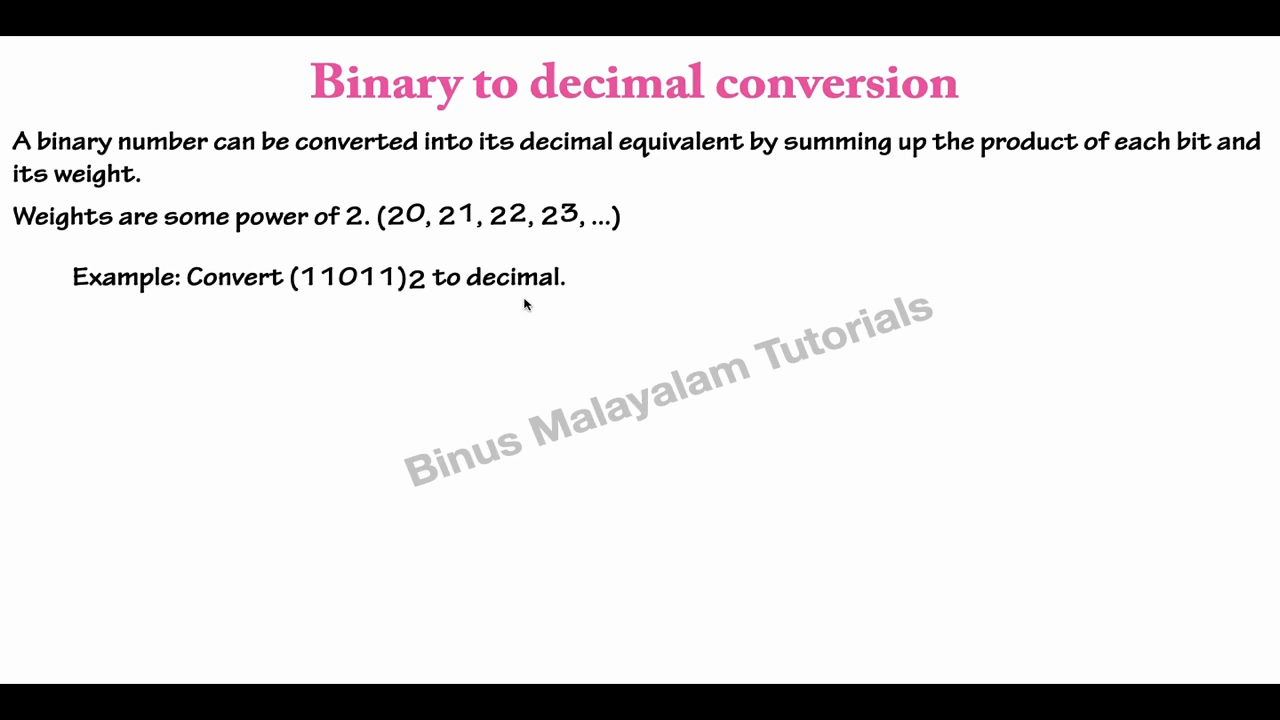 Binary to decimal conversion
A binary number can be converted into its decimal equivalent by summing up the product of each bit and
its weight.
Weights are some power of 2. (2⁰, 2¹, 2², 2³, ...)
Example: Convert (11011)₂ to decimal.
Binus Malayalam Tutorials